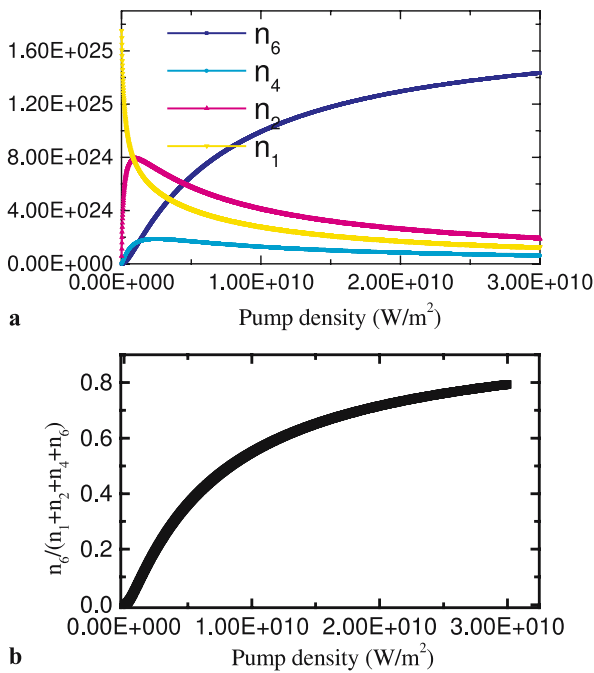 1.60E+025
n₆
n₄
n₂
n₁
1.20E+025
8.00E+024
4.00E+024
0.00E+000
0.00E+000 1.00E+010 2.00E+010 3.00E+010
a
Pump density (W/m²)
n₆/(n₁+n₂+n₄+n₆)
0.8
0.6
0.4
0.2
0.0
0.00E+000 1.00E+010 2.00E+010 3.00E+010
b
Pump density (W/m²)